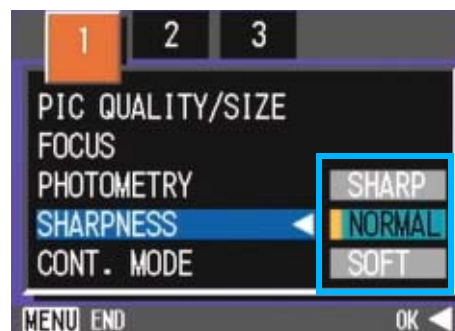 1 2 3
PIC QUALITY/SIZE
FOCUS
PHOTOMETRY SHARP
SHARPNESS NORMAL
CONT. MODE SOFT
MENU END OK